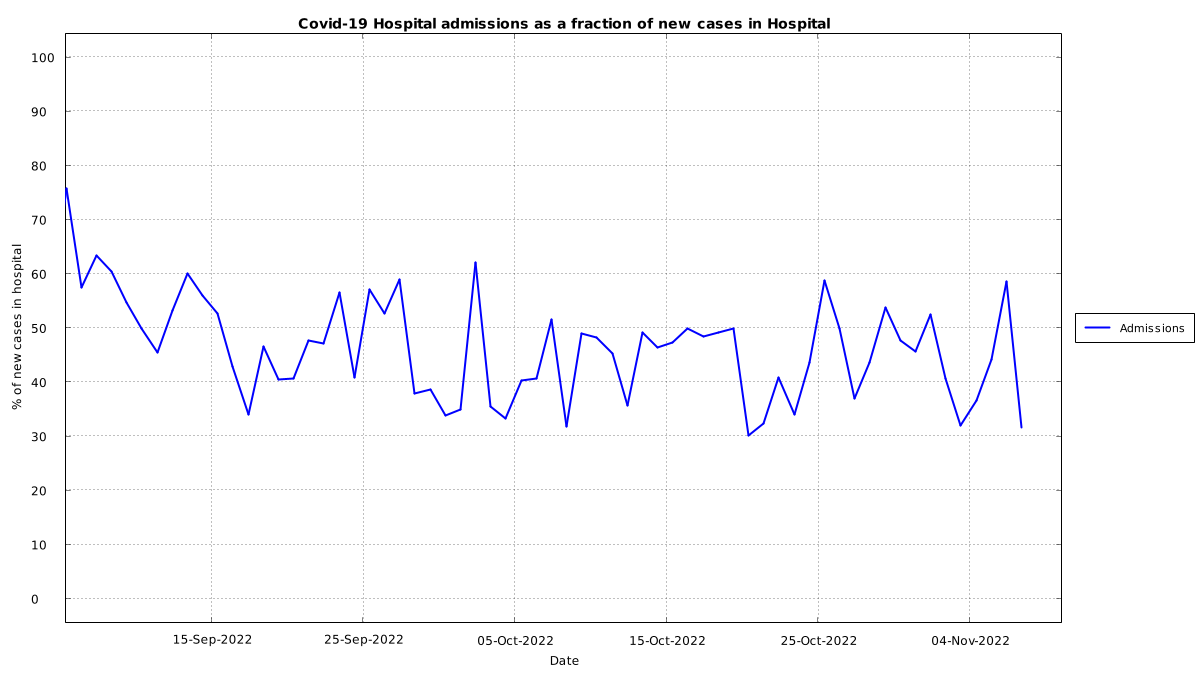 Covid-19 Hospital admissions as a fraction of new cases in Hospital
100
90
80
70
60
50
40
30
20
10
0
% of new cases in hospital
15-Sep-2022 25-Sep-2022 05-Oct-2022 15-Oct-2022 25-Oct-2022 04-Nov-2022
Date
Admissions